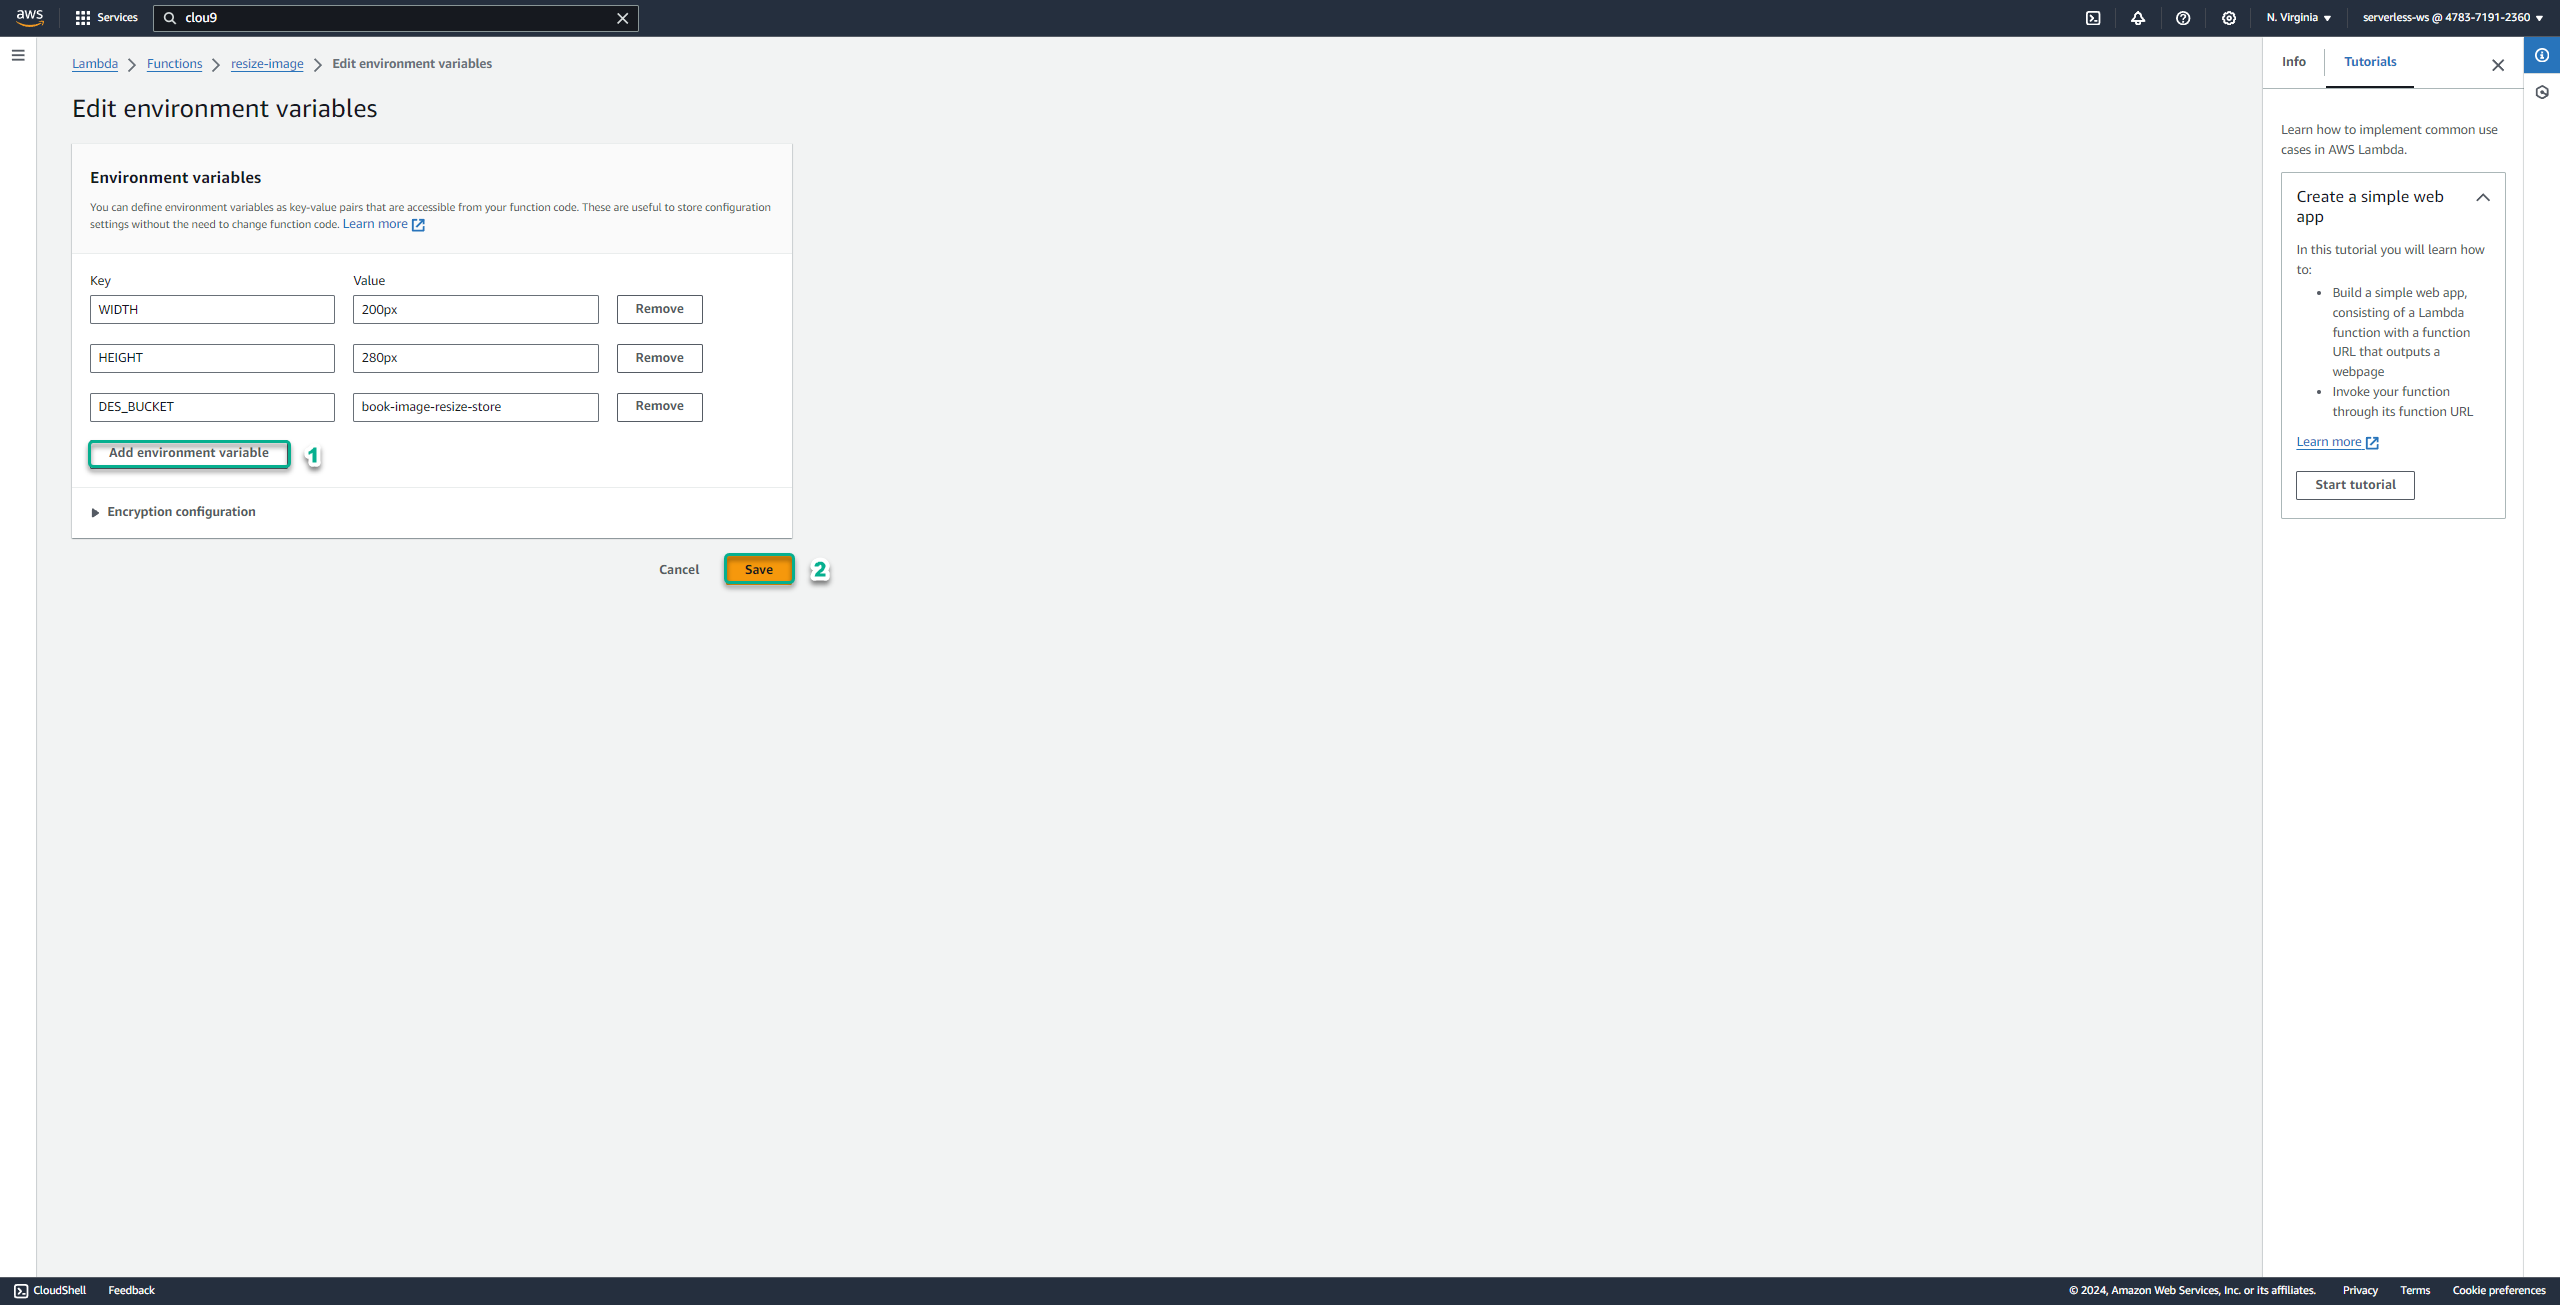 aws
Services
clou9
N. Virginia
serverless-ws @ 4783-7191-2360
Lambda
Functions
resize-image
Edit environment variables
Info
Tutorials
Edit environment variables
Environment variables
You can define environment variables as key-value pairs that are accessible from your function code. These are useful to store configuration
settings without the need to change function code. Learn more
Key
Value
WIDTH
200px
Remove
HEIGHT
280px
Remove
DES_BUCKET
book-image-resize-store
Remove
Add environment variable
1
Encryption configuration
Cancel
Save
2
Learn how to implement common use
cases in AWS Lambda.
Create a simple web
app
In this tutorial you will learn how
to:
• Build a simple web app,
consisting of a Lambda
function with a function
URL that outputs a
webpage
• Invoke your function
through its function URL
Learn more
Start tutorial
CloudShell
Feedback
© 2024, Amazon Web Services, Inc. or its affiliates.
Privacy
Terms
Cookie preferences